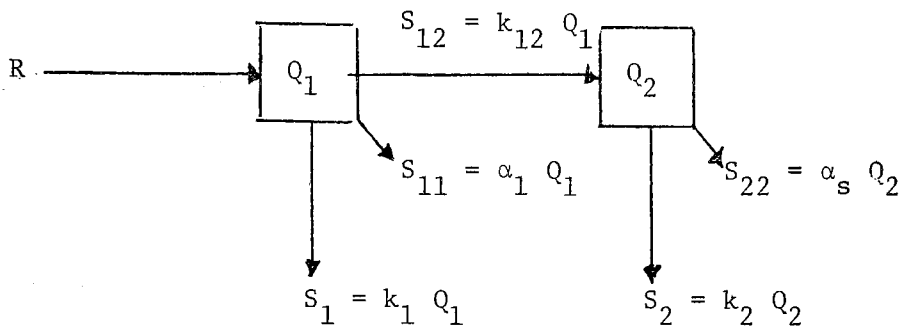 S₁₂ = k₁₂ Q₁
R
Q₁
Q₂
S₁₁ = α₁ Q₁
S₂₂ = αₛ Q₂
S₁ = k₁ Q₁
S₂ = k₂ Q₂